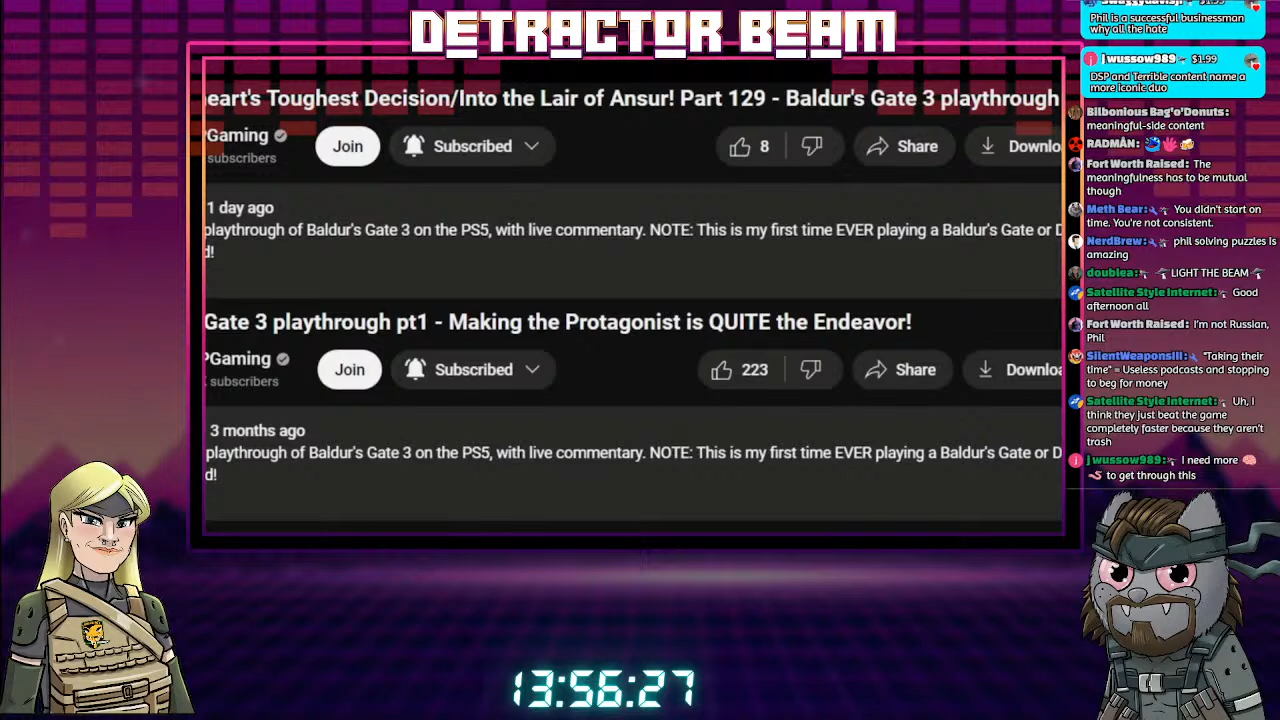 DETRACTOR BEAM
eart's Toughest Decision/Into the Lair of Ansur! Part 129 - Baldur's Gate 3 playthrough
Gaming
subscribers
Join
Subscribed
8
Share
Downlo
1 day ago
playthrough of Baldur's Gate 3 on the PS5, with live commentary. NOTE: This is my first time EVER playing a Baldur's Gate or D
d!
Gate 3 playthrough pt1 - Making the Protagonist is QUITE the Endeavor!
PGaming
subscribers
Join
Subscribed
223
Share
Downloa
3 months ago
playthrough of Baldur's Gate 3 on the PS5, with live commentary. NOTE: This is my first time EVER playing a Baldur's Gate or D
d!
$1.99
Phil is a successful businessman
why all the hate
jwussow989 $1.99
DSP and Terrible content name a
more iconic duo
Bilbonious Bag'o'Donuts:
meaningful-side content
RADMÅN:
Fort Worth Raised: The
meaningfulness has to be mutual
though
Meth Bear: You didn't start on
time. You're not consistent.
NerdBrew: phil solving puzzles is
amazing
doublea: LIGHT THE BEAM
Satellite Style Internet: Good
afternoon all
Fort Worth Raised: I'm not Russian,
Phil
SilentWeaponsIII: "Taking their
time" = Useless podcasts and stopping
to beg for money
Satellite Style Internet: Uh, I
think they just beat the game
completely faster because they aren't
trash
jwussow989: I need more
to get through this
13:56:27